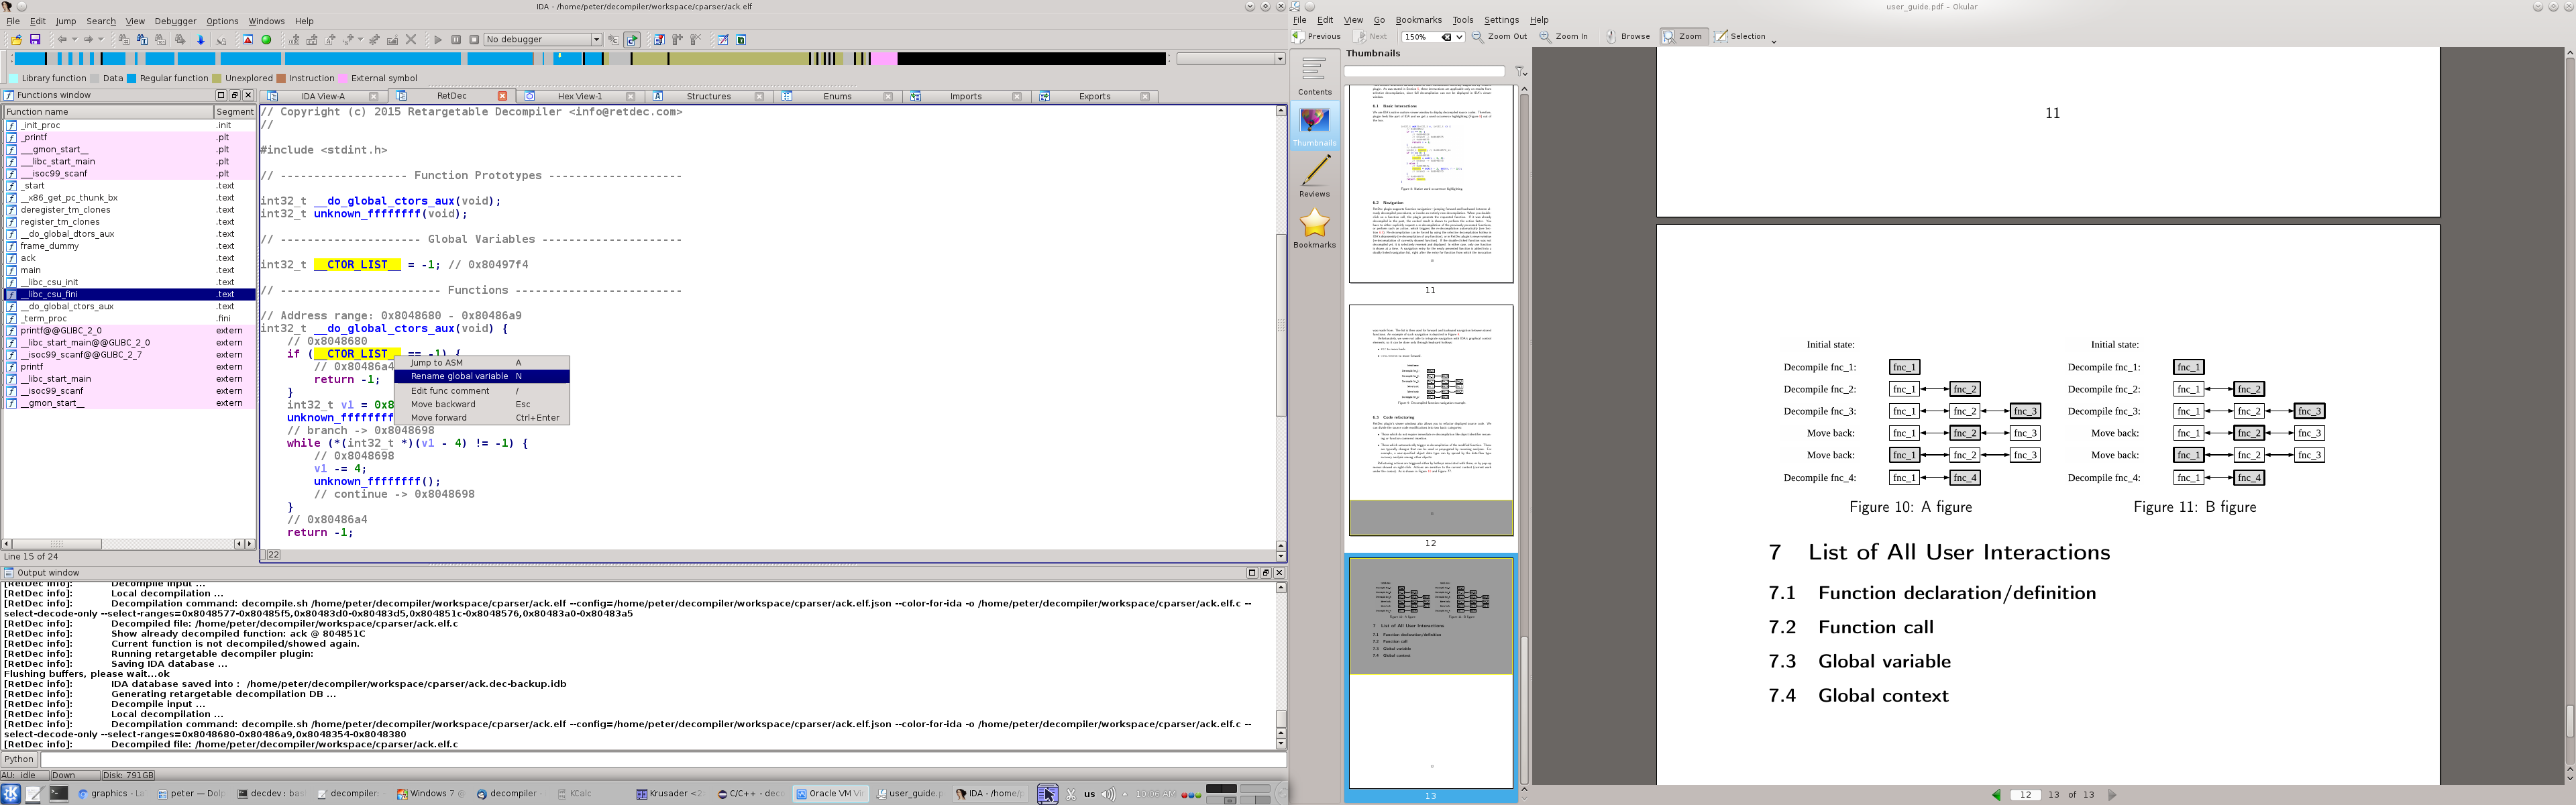 IDA - /home/peter/decompiler/workspace/cparser/ack.elf
File Edit Jump Search View Debugger Options Windows Help
No debugger
Library function Data Regular function Unexplored Instruction External symbol
Functions window
Function name Segment
_init_proc .init
_printf .plt
___gmon_start__ .plt
___libc_start_main .plt
___isoc99_scanf .plt
_start .text
__x86_get_pc_thunk_bx .text
deregister_tm_clones .text
register_tm_clones .text
__do_global_dtors_aux .text
frame_dummy .text
ack .text
main .text
__libc_csu_init .text
__libc_csu_fini .text
__do_global_ctors_aux .text
_term_proc .fini
printf@@GLIBC_2_0 extern
__libc_start_main@@GLIBC_2_0 extern
__isoc99_scanf@@GLIBC_2_7 extern
printf extern
__libc_start_main extern
__isoc99_scanf extern
__gmon_start__ extern
Line 15 of 24
IDA View-A RetDec Hex View-1 Structures Enums Imports Exports
// Copyright (c) 2015 Retargetable Decompiler <info@retdec.com>
//
#include <stdint.h>
// ------------------- Function Prototypes --------------------
int32_t __do_global_ctors_aux(void);
int32_t unknown_ffffffff(void);
// --------------------- Global Variables ---------------------
int32_t __CTOR_LIST__ = -1; // 0x80497f4
// ------------------------ Functions -------------------------
// Address range: 0x8048680 - 0x80486a9
int32_t __do_global_ctors_aux(void) {
// 0x8048680
if (__CTOR_LIST__ == -1) {
// 0x80486a4
return -1;
}
int32_t v1 = 0x8
unknown_ffffffff
// branch -> 0x8048698
while (*(int32_t *)(v1 - 4) != -1) {
// 0x8048698
v1 -= 4;
unknown_ffffffff();
// continue -> 0x8048698
}
// 0x80486a4
return -1;
22
Jump to ASM A
Rename global variable N
Edit func comment /
Move backward Esc
Move forward Ctrl+Enter
Output window
[RetDec info]: Decompile input ...
[RetDec info]: Local decompilation ...
[RetDec info]: Decompilation command: decompile.sh /home/peter/decompiler/workspace/cparser/ack.elf --config=/home/peter/decompiler/workspace/cparser/ack.elf.json --color-for-ida -o /home/peter/decompiler/workspace/cparser/ack.elf.c --
select-decode-only --select-ranges=0x8048577-0x80485f5,0x80483d0-0x80483d5,0x804851c-0x8048576,0x80483a0-0x80483a5
[RetDec info]: Decompiled file: /home/peter/decompiler/workspace/cparser/ack.elf.c
[RetDec info]: Show already decompiled function: ack @ 804851C
[RetDec info]: Current function is not decompiled/showed again.
[RetDec info]: Running retargetable decompiler plugin:
[RetDec info]: Saving IDA database ...
Flushing buffers, please wait...ok
[RetDec info]: IDA database saved into : /home/peter/decompiler/workspace/cparser/ack.dec-backup.idb
[RetDec info]: Generating retargetable decompilation DB ...
[RetDec info]: Decompile input ...
[RetDec info]: Local decompilation ...
[RetDec info]: Decompilation command: decompile.sh /home/peter/decompiler/workspace/cparser/ack.elf --config=/home/peter/decompiler/workspace/cparser/ack.elf.json --color-for-ida -o /home/peter/decompiler/workspace/cparser/ack.elf.c --
select-decode-only --select-ranges=0x8048680-0x80486a9,0x8048354-0x8048380
[RetDec info]: Decompiled file: /home/peter/decompiler/workspace/cparser/ack.elf.c
Python
AU: idle Down Disk: 791GB
graphics - peter — Dol decdev : bas decompiler Windows 7 decompiler KCalc Krusader C/C++ - dec Oracle VM user_guide.p IDA - /home/p us 10:06 AM
user_guide.pdf - Okular
File Edit View Go Bookmarks Tools Settings Help
Previous Next 150% Zoom Out Zoom In Browse Zoom Selection
Contents
Thumbnails
Reviews
Bookmarks
Thumbnails
6.1 Basic Interactions
6.2 Navigation
11
6.3 Code refactoring
12
13
11
Initial state:
Decompile fnc_1: fnc_1
Decompile fnc_2: fnc_1 fnc_2
Decompile fnc_3: fnc_1 fnc_2 fnc_3
Move back: fnc_1 fnc_2 fnc_3
Move back: fnc_1 fnc_2 fnc_3
Decompile fnc_4: fnc_1 fnc_4
Figure 10: A figure
Initial state:
Decompile fnc_1: fnc_1
Decompile fnc_2: fnc_1 fnc_2
Decompile fnc_3: fnc_1 fnc_2 fnc_3
Move back: fnc_1 fnc_2 fnc_3
Move back: fnc_1 fnc_2 fnc_3
Decompile fnc_4: fnc_1 fnc_4
Figure 11: B figure
7 List of All User Interactions
7.1 Function declaration/definition
7.2 Function call
7.3 Global variable
7.4 Global context
12 13 of 13